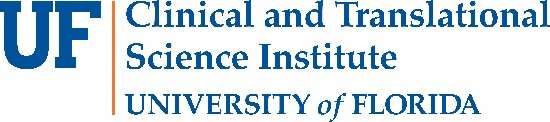 UF
Clinical and Translational
Science Institute
UNIVERSITY of FLORIDA